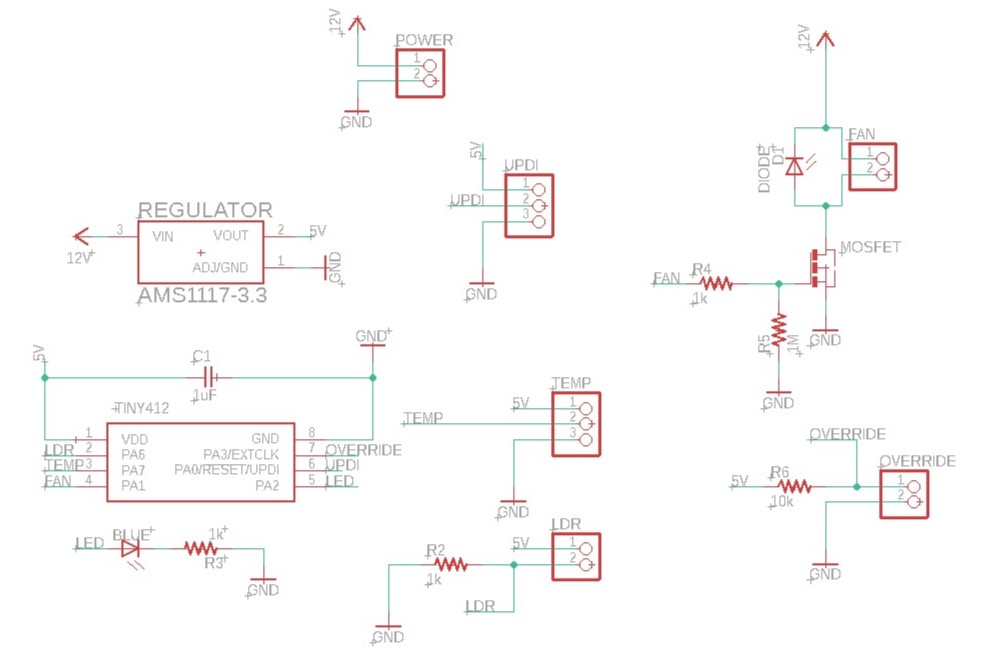 12V
POWER
1
2
GND
12V
FAN
1
2
DIODE
D1
MOSFET
FAN
R4
1k
R5
1M
GND
GND
5V
UPDI
1
UPDI
2
3
GND
REGULATOR
3
VIN
VOUT
2
5V
12V
ADJ/GND
1
GND
AMS1117-3.3
GND
5V
C1
1uF
TINY412
1
VDD
GND
8
LDR
2
PA6
PA3/EXTCLK
7
OVERRIDE
TEMP
3
PA7
PA0/RESET/UPDI
6
UPDI
FAN
4
PA1
PA2
5
LED
LED
BLUE
1k
R3
GND
TEMP
5V
1
TEMP
2
3
GND
LDR
5V
1
2
R2
1k
LDR
GND
OVERRIDE
OVERRIDE
5V
R6
10k
1
2
GND